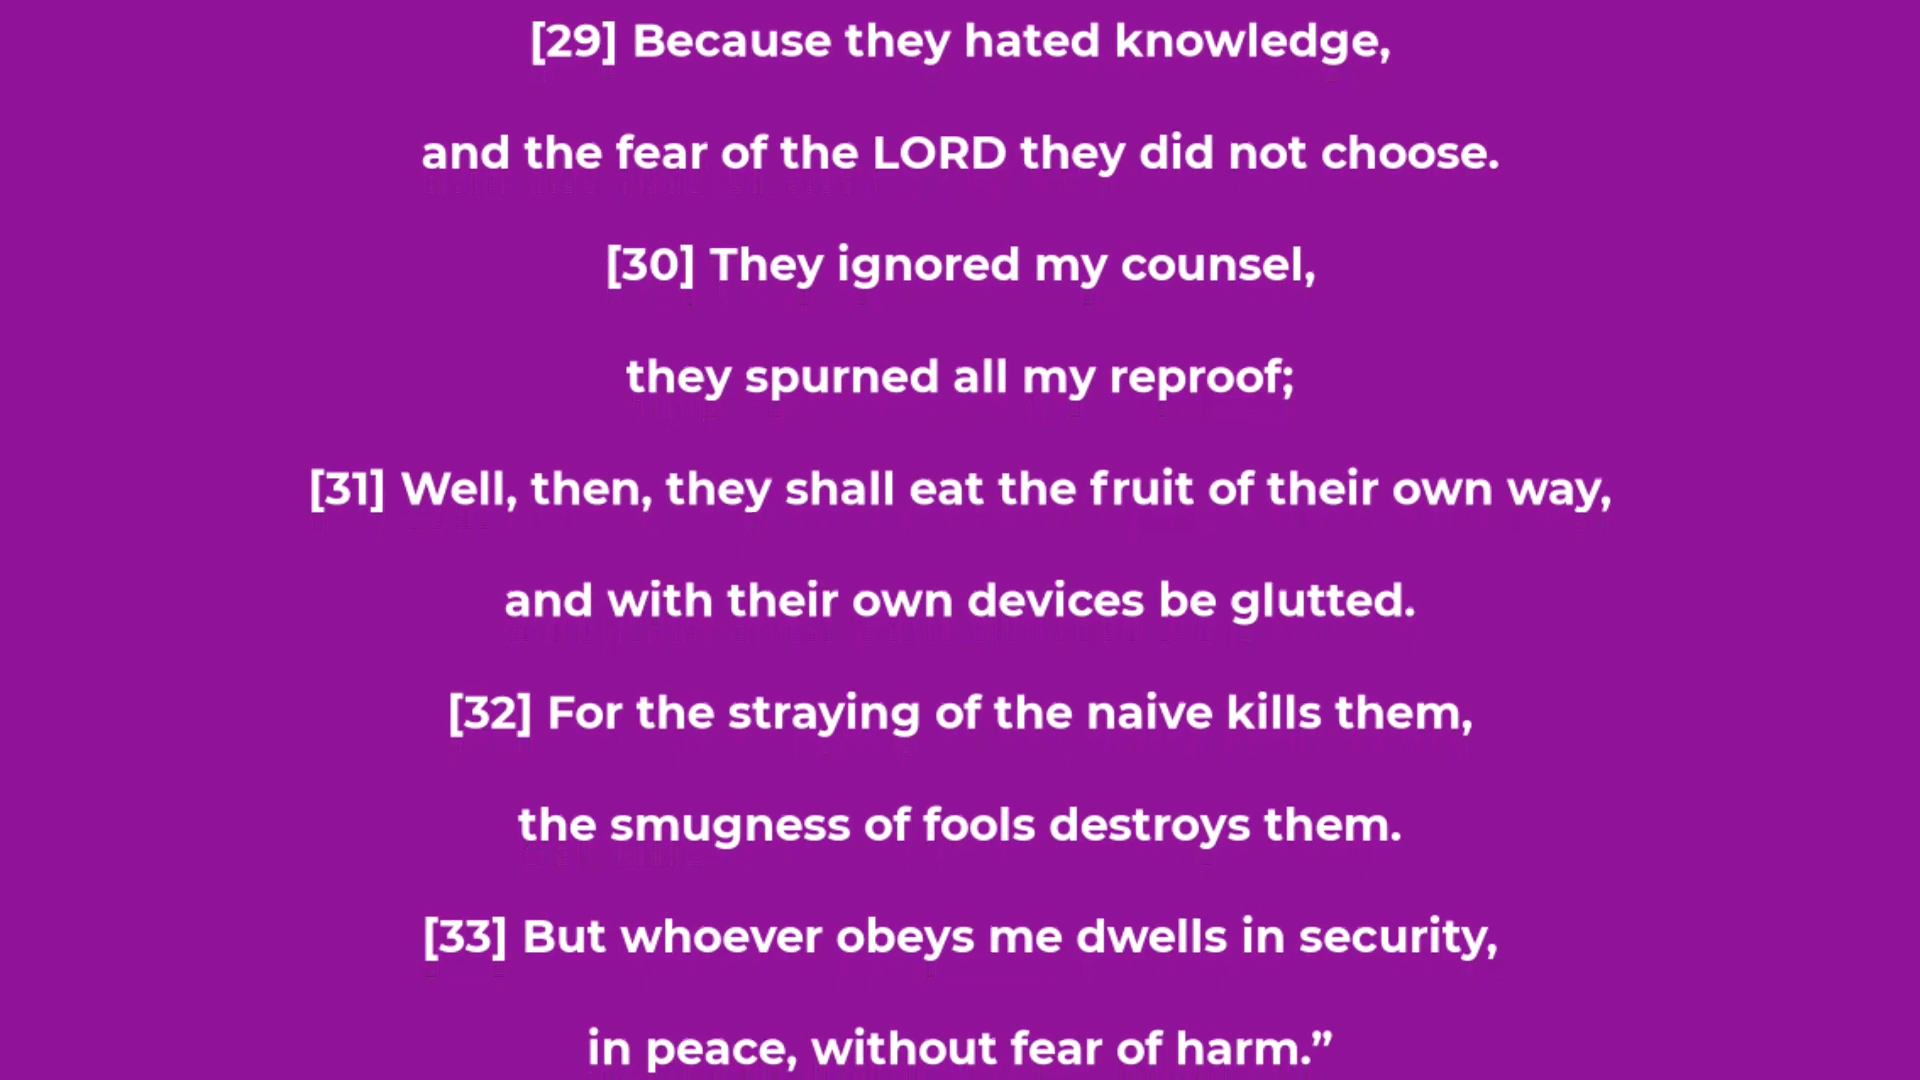 [29] Because they hated knowledge,
and the fear of the LORD they did not choose.
[30] They ignored my counsel,
they spurned all my reproof;
[31] Well, then, they shall eat the fruit of their own way,
and with their own devices be glutted.
[32] For the straying of the naive kills them,
the smugness of fools destroys them.
[33] But whoever obeys me dwells in security,
in peace, without fear of harm.”